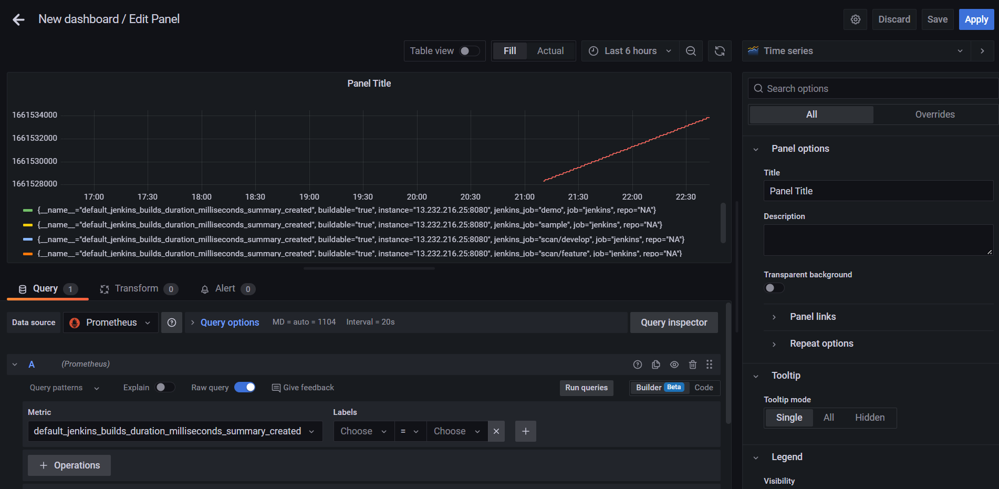 New dashboard / Edit Panel
Discard
Save
Apply
Table view
Fill
Actual
Last 6 hours
Time series
Panel Title
1661534000
1661532000
1661530000
1661528000
17:00
17:30
18:00
18:30
19:00
19:30
20:00
20:30
21:00
21:30
22:00
22:30
{__name__="default_jenkins_builds_duration_milliseconds_summary_created", buildable="true", instance="13.232.216.25:8080", jenkins_job="demo", job="jenkins", repo="NA"}
{__name__="default_jenkins_builds_duration_milliseconds_summary_created", buildable="true", instance="13.232.216.25:8080", jenkins_job="sample", job="jenkins", repo="NA"}
{__name__="default_jenkins_builds_duration_milliseconds_summary_created", buildable="true", instance="13.232.216.25:8080", jenkins_job="scan/develop", job="jenkins", repo="NA"}
{__name__="default_jenkins_builds_duration_milliseconds_summary_created", buildable="true", instance="13.232.216.25:8080", jenkins_job="scan/feature", job="jenkins", repo="NA"}
Query 1
Transform 0
Alert 0
Data source
Prometheus
Query options
MD = auto = 1104
Interval = 20s
Query inspector
A
(Prometheus)
Query patterns
Explain
Raw query
Give feedback
Run queries
Builder Beta
Code
Metric
Labels
default_jenkins_builds_duration_milliseconds_summary_created
Choose
=
Choose
+ Operations
Search options
All
Overrides
Panel options
Title
Panel Title
Description
Transparent background
Panel links
Repeat options
Tooltip
Tooltip mode
Single
All
Hidden
Legend
Visibility